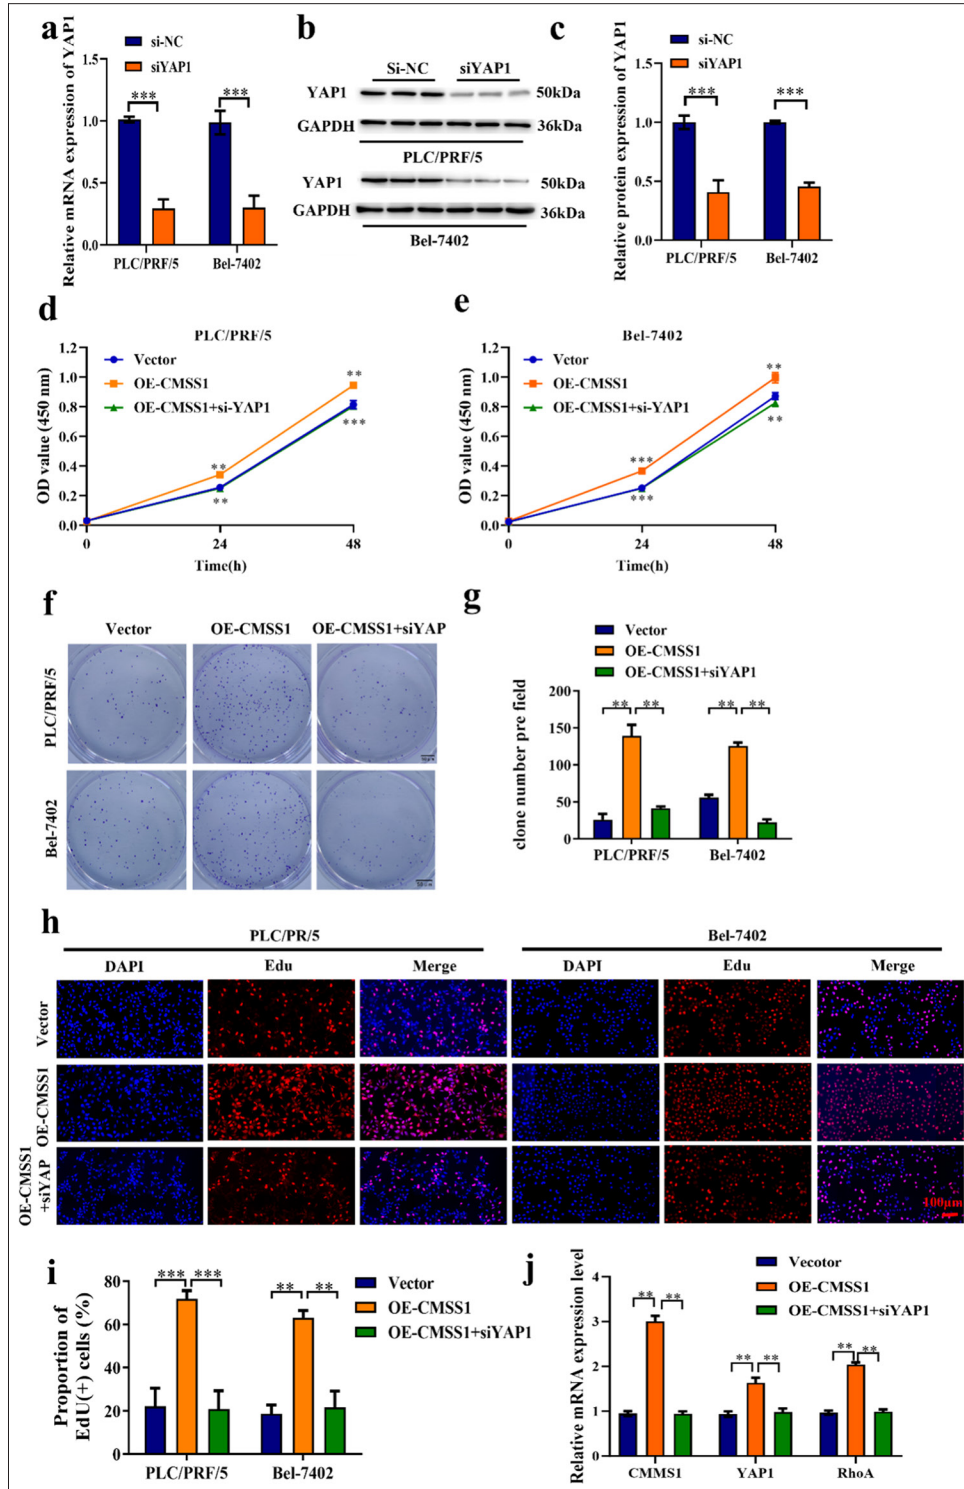 a
si-NC
siYAP1
Relative mRNA expression of YAP1
1.5
1.0
0.5
0.0
***
***
PLC/PRF/5
Bel-7402
b
Si-NC
siYAP1
YAP1
50kDa
GAPDH
36kDa
PLC/PRF/5
YAP1
50kDa
GAPDH
36kDa
Bel-7402
c
si-NC
siYAP1
Relative protein expression of YAP1
1.5
1.0
0.5
0.0
***
***
PLC/PRF/5
Bel-7402
d
PLC/PRF/5
Vector
OE-CMSS1
OE-CMSS1+si-YAP1
OD value (450 nm)
1.2
1.0
0.8
0.6
0.4
0.2
0.0
**
**
**
***
0
24
48
Time(h)
e
Bel-7402
Vctor
OE-CMSS1
OE-CMSS1+si-YAP1
OD value (450 nm)
1.2
1.0
0.8
0.6
0.4
0.2
0.0
***
***
**
**
0
24
48
Time(h)
f
Vector
OE-CMSS1
OE-CMSS1+siYAP
PLC/PRF/5
Bel-7402
g
Vector
OE-CMSS1
OE-CMSS1+siYAP1
clone number pre field
200
150
100
50
0
** **
** **
PLC/PRF/5
Bel-7402
h
PLC/PR/5
Bel-7402
DAPI
Edu
Merge
DAPI
Edu
Merge
Vector
OE-CMSS1
OE-CMSS1
+siYAP
100μm
i
Vector
OE-CMSS1
OE-CMSS1+siYAP1
Proportion of
EdU(+) cells (%)
80
60
40
20
0
*** ***
** **
PLC/PRF/5
Bel-7402
j
Vecotor
OE-CMSS1
OE-CMSS1+siYAP1
Relative mRNA expression level
4
3
2
1
0
** **
** **
** **
CMMS1
YAP1
RhoA